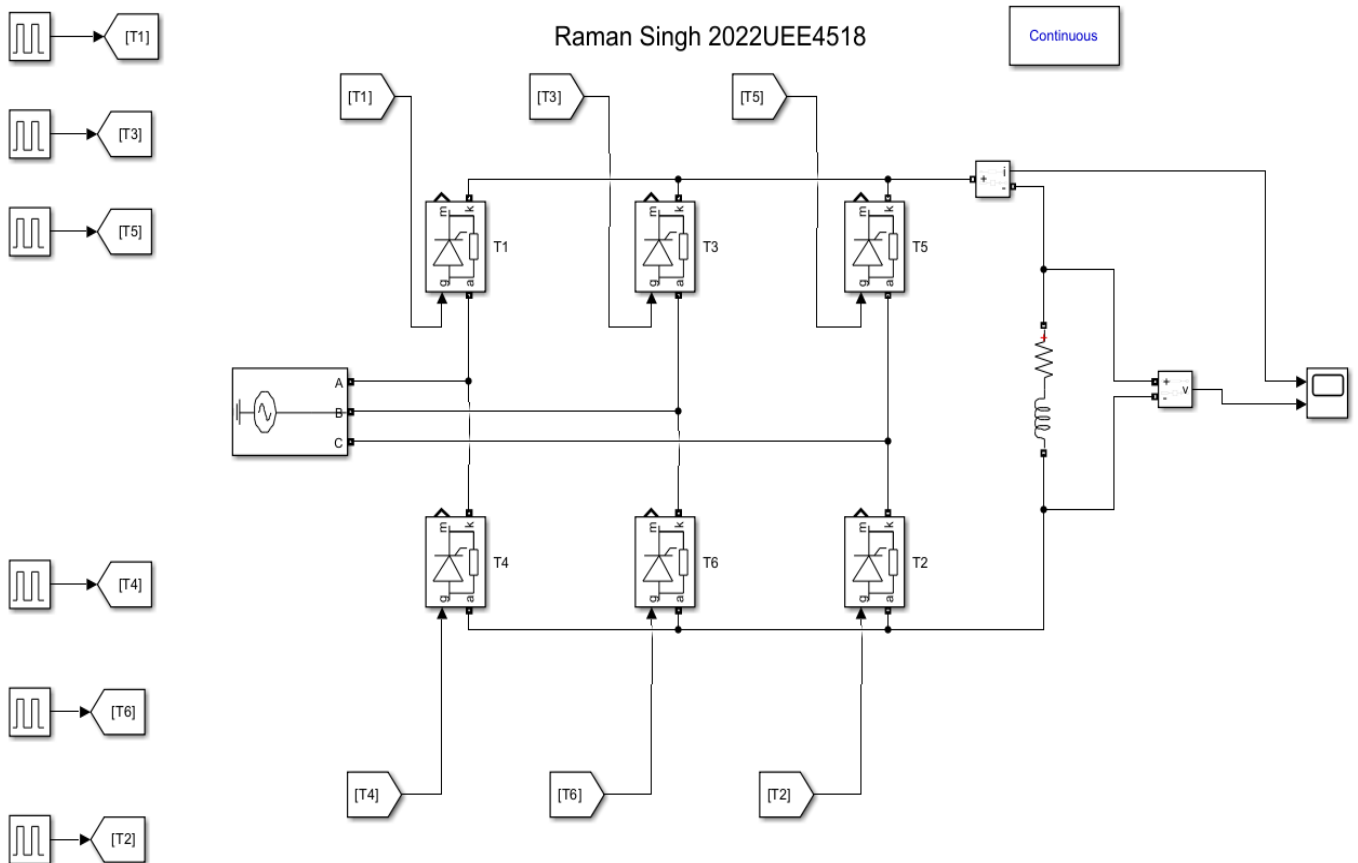 Raman Singh 2022UEE4518
Continuous
[T1]
[T3]
[T5]
[T1]
[T3]
[T5]
i
+
-
m
k
g
a
T1
m
k
g
a
T3
m
k
g
a
T5
A
B
C
+
+
-
v
m
k
g
a
T4
m
k
g
a
T6
m
k
g
a
T2
[T4]
[T6]
[T2]
[T4]
[T6]
[T2]